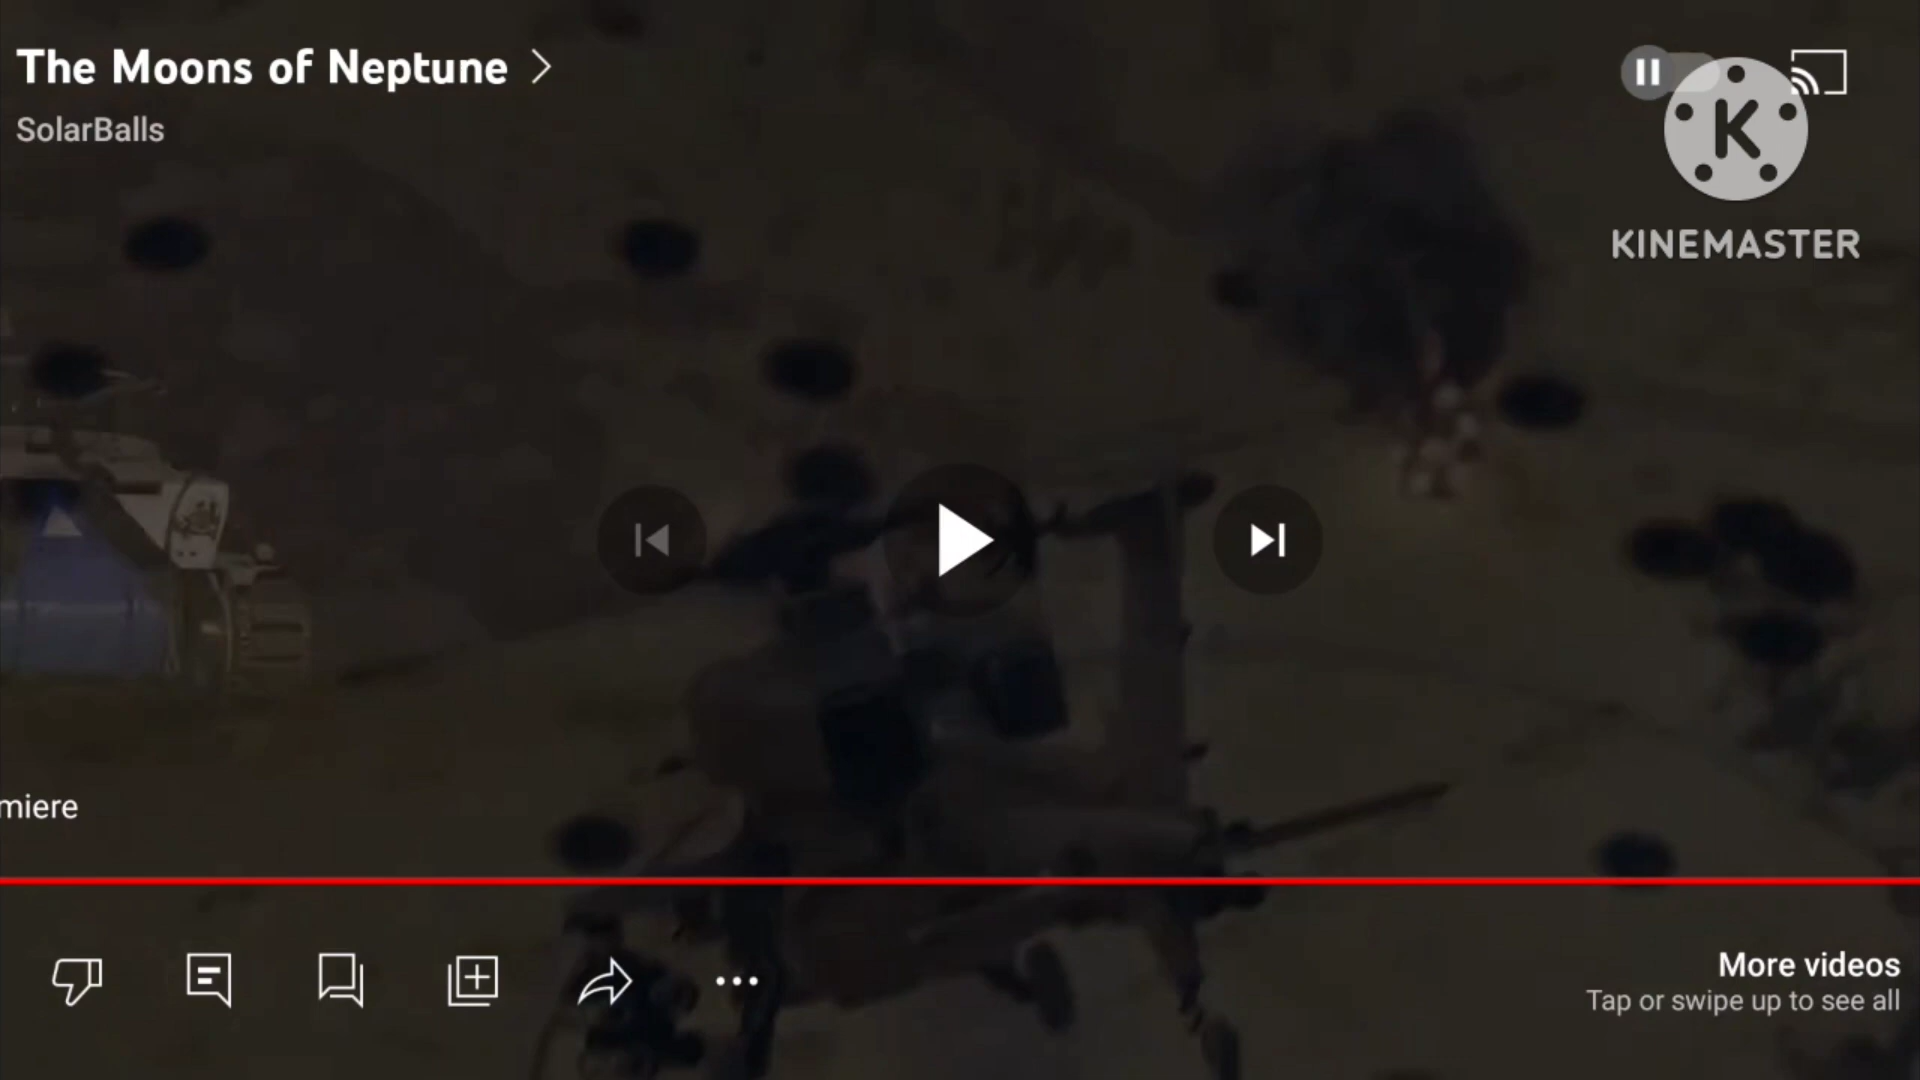 The Moons of Neptune
SolarBalls
K
KINEMASTER
miere
More videos
Tap or swipe up to see all